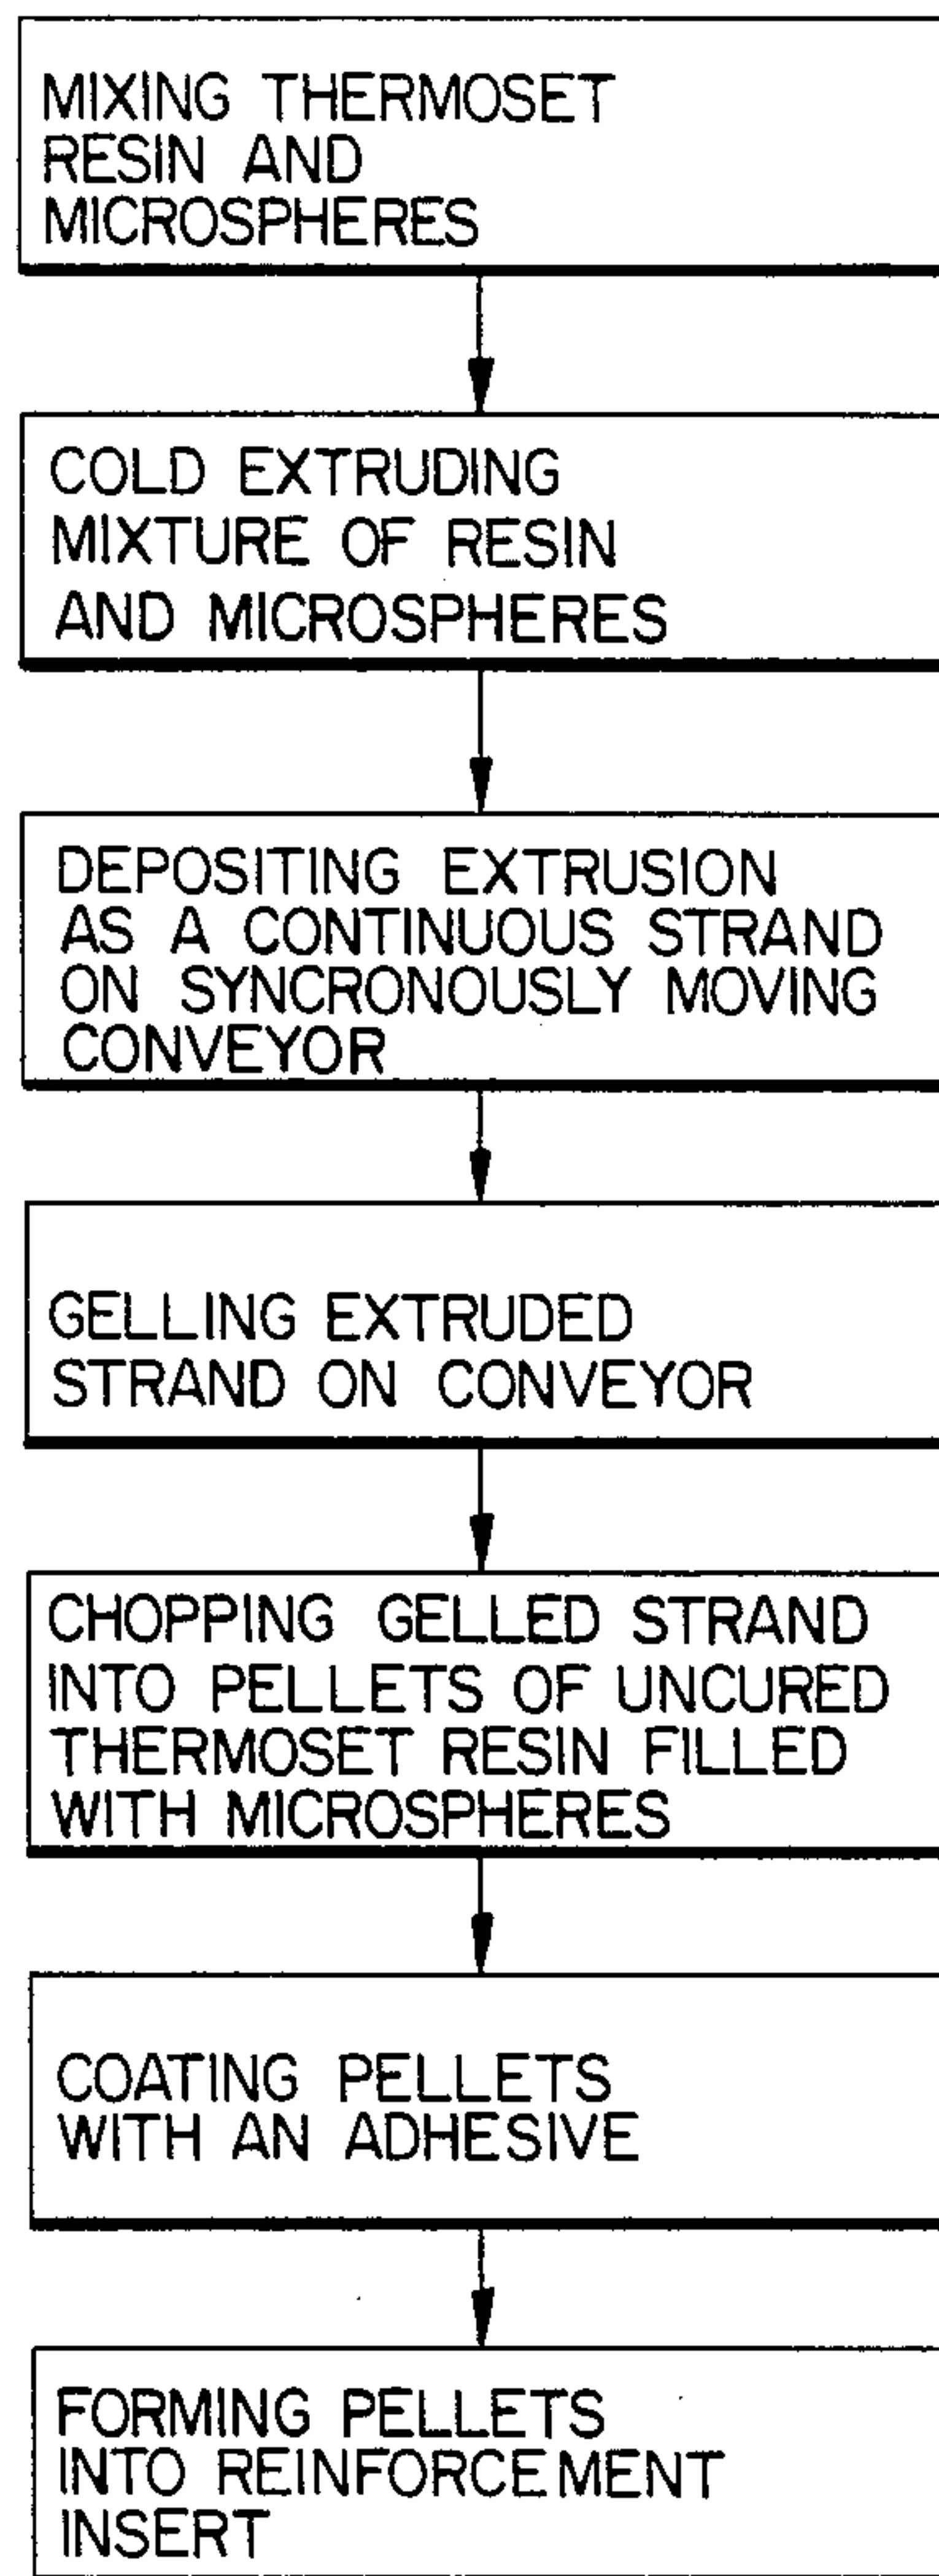 MIXING THERMOSET
RESIN AND
MICROSPHERES
COLD EXTRUDING
MIXTURE OF RESIN
AND MICROSPHERES
DEPOSITING EXTRUSION
AS A CONTINUOUS STRAND
ON SYNCRONOUSLY MOVING
CONVEYOR
GELLING EXTRUDED
STRAND ON CONVEYOR
CHOPPING GELLED STRAND
INTO PELLETS OF UNCURED
THERMOSET RESIN FILLED
WITH MICROSPHERES
COATING PELLETS
WITH AN ADHESIVE
FORMING PELLETS
INTO REINFORCEMENT
INSERT